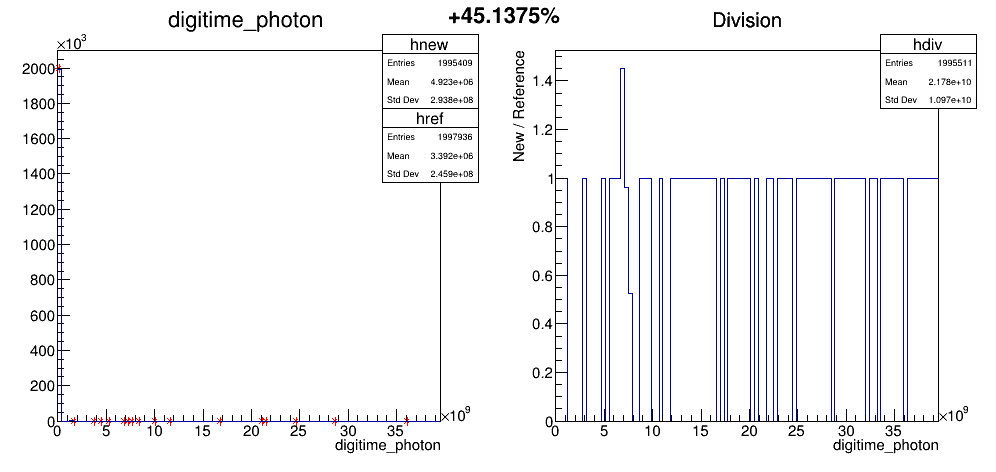 digitime_photon
+45.1375%
Division
×10³
hnew
Entries 1995409
Mean 4.923e+06
Std Dev 2.938e+08
href
Entries 1997936
Mean 3.392e+06
Std Dev 2.459e+08
2000
1800
1600
1400
1200
1000
800
600
400
200
0
0 5 10 15 20 25 30 35
×10⁹
digitime_photon
New / Reference
hdiv
Entries 1995511
Mean 2.178e+10
Std Dev 1.097e+10
1.4
1.2
1
0.8
0.6
0.4
0.2
0
0 5 10 15 20 25 30 35
×10⁹
digitime_photon